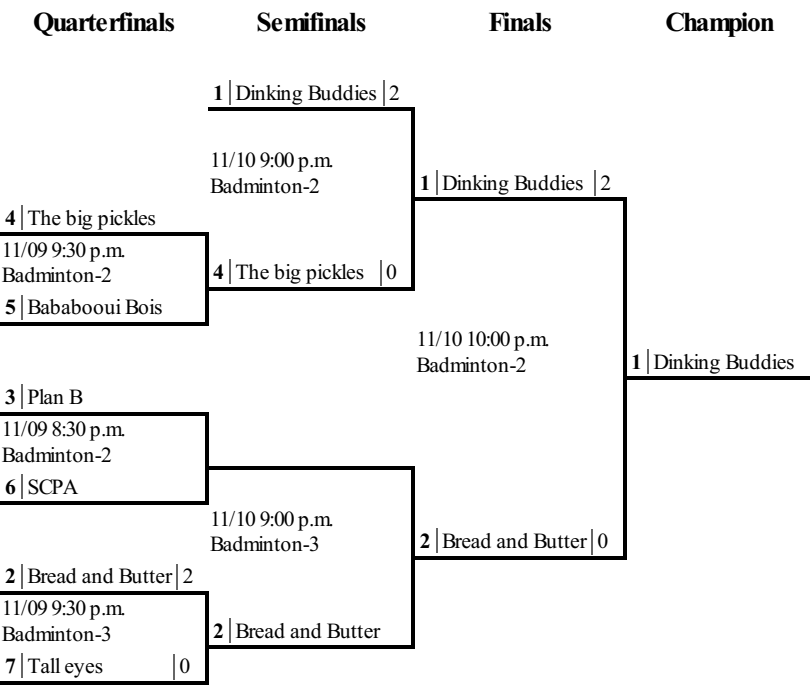 Quarterfinals Semifinals Finals Champion
1 Dinking Buddies 2
11/10 9:00 p.m.
Badminton-2
1 Dinking Buddies 2
4 The big pickles
11/09 9:30 p.m.
Badminton-2
4 The big pickles 0
5 Bababooui Bois
11/10 10:00 p.m.
Badminton-2
1 Dinking Buddies
3 Plan B
11/09 8:30 p.m.
Badminton-2
6 SCPA
11/10 9:00 p.m.
Badminton-3
2 Bread and Butter 0
2 Bread and Butter 2
11/09 9:30 p.m.
Badminton-3
2 Bread and Butter
7 Tall eyes 0